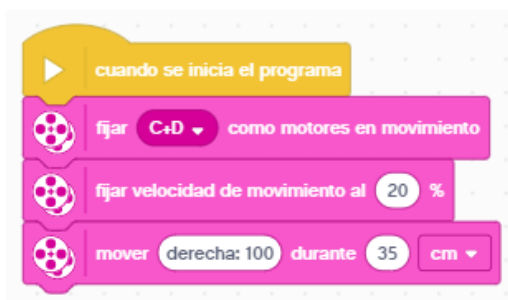 cuando se inicia el programa
fijar C+D como motores en movimiento
fijar velocidad de movimiento al 20 %
mover derecha: 100 durante 35 cm